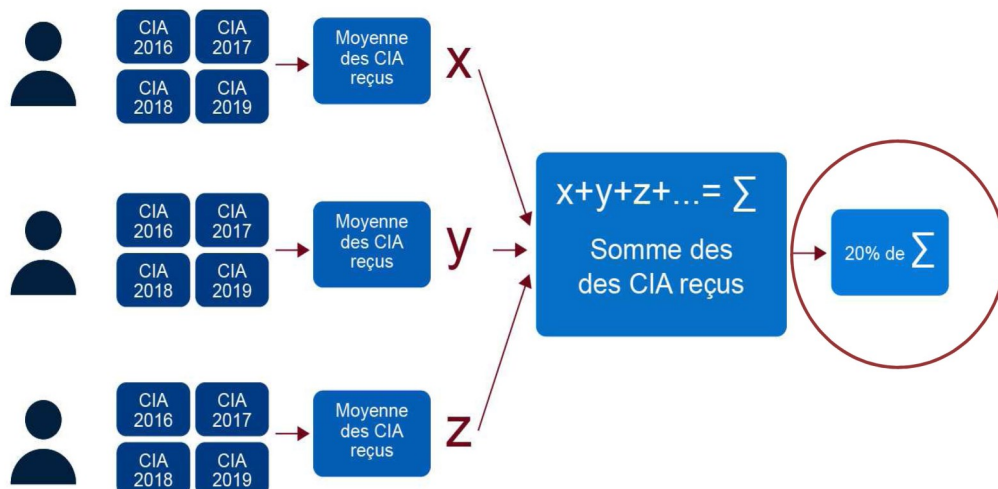 CIA
2016
CIA
2017
CIA
2018
CIA
2019
Moyenne
des CIA
reçus
x
CIA
2016
CIA
2017
CIA
2018
CIA
2019
Moyenne
des CIA
reçus
y
x+y+z+...= ∑
Somme des
des CIA reçus
20% de ∑
CIA
2016
CIA
2017
CIA
2018
CIA
2019
Moyenne
des CIA
reçus
z